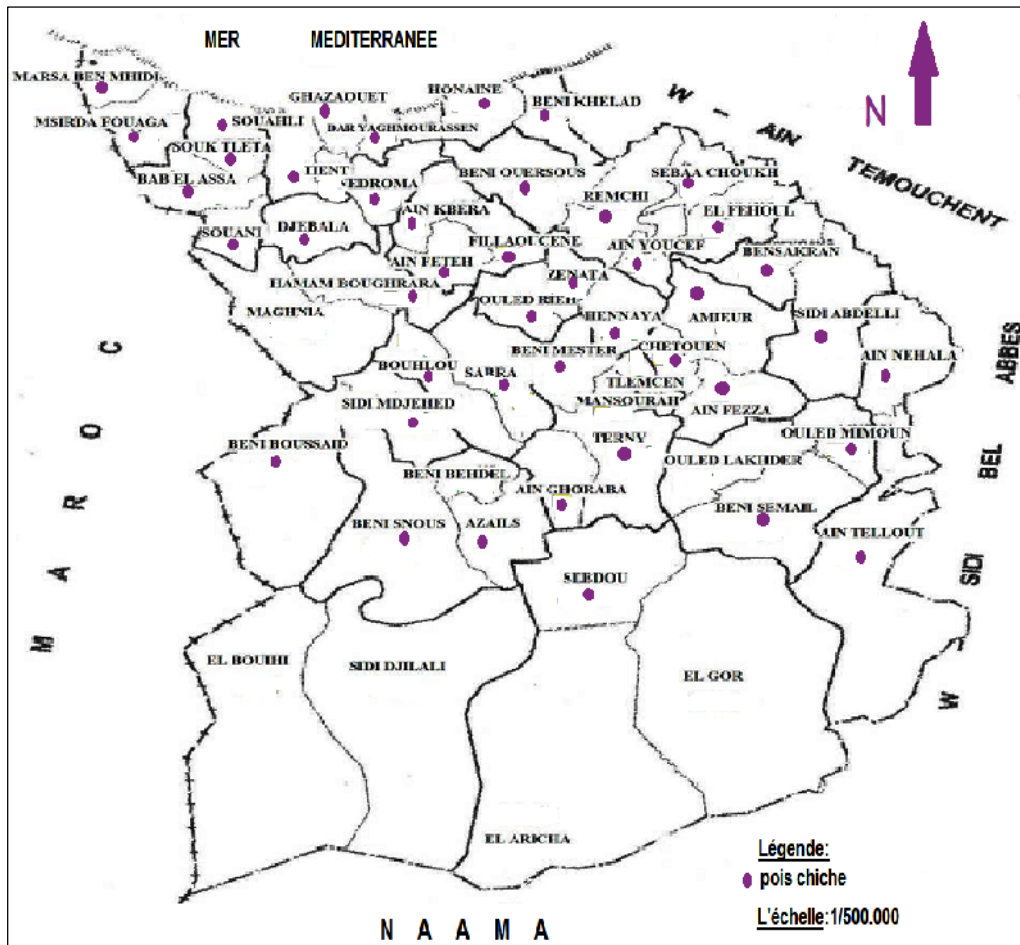 MER MEDITERRANEE
MARSA BEN MHIDI
GHAZAOUET
HONAINE
BENI KHELAD
W
I
AIN
TEMOUCHENT
N
MSIRDA FOUAGA
SOUAHLI
DAR YAGHMOURASSEN
SOUK TLETA
TIENT
BENI OUERSOUS
SEBAA CHOUKH
BAB EL ASSA
NEDROMA
REMCHI
AIN KBERA
EL FEHOUL
SOUANI
DJEBALA
FILLAOUCENE
AIN YOUCEF
BENSAKRAN
AIN FETEH
HAMAM BOUGHRARA
ZENATA
MAGHNIA
OULED RIEH
HENNAYA
AMIEUR
SIDI ABDELLI
BENI MESTER
CHETOUEN
AIN NEHALA
BOUHLOU
SABRA
TLEMCEN
MANSOURAH
AIN FEZZA
SIDI MDJEHED
BENI BOUSSAID
TERNY
OULED MIMOUN
OULED LAKHDER
BENI BEHDEL
AIN GHORABA
BENI SEMAIL
BENI SNOUS
AZAILS
AIN TELLOUT
SEBDOU
EL BOUIHI
SIDI DJILALI
EL GOR
EL ARICHA
M A R O C
W
SIDI
BEL
ABBES
Légende:
pois chiche
L'échelle:1/500.000
N A A M A